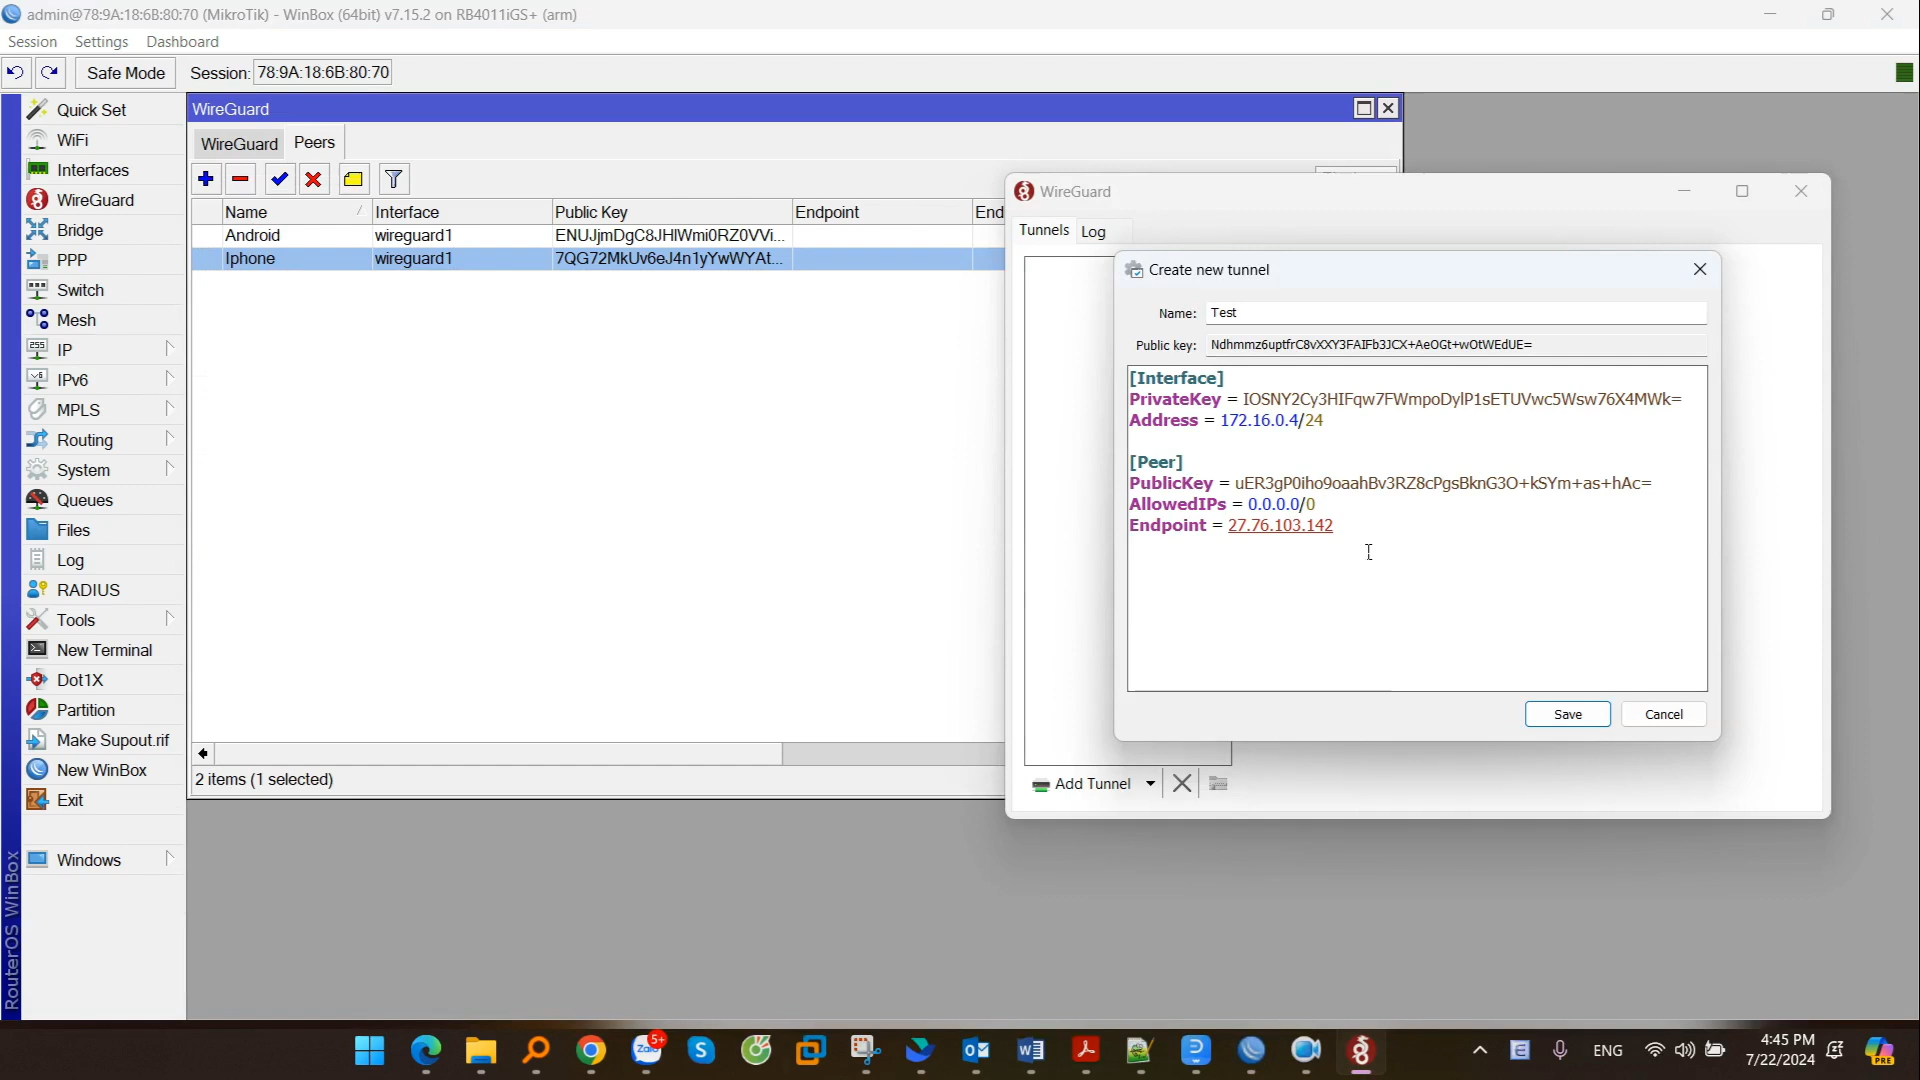 admin@78:9A:18:6B:80:70 (MikroTik) - WinBox (64bit) v7.15.2 on RB4011iGS+ (arm)
Session Settings Dashboard
Safe Mode Session: 78:9A:18:6B:80:70
Quick Set
WiFi
Interfaces
WireGuard
Bridge
PPP
Switch
Mesh
IP
IPv6
MPLS
Routing
System
Queues
Files
Log
RADIUS
Tools
New Terminal
Dot1X
Partition
Make Supout.rif
New WinBox
Exit
Windows
RouterOS WinBox
WireGuard
WireGuard Peers
Name Interface Public Key Endpoint End
Android wireguard1 ENUJjmDgC8JHIWmi0RZ0VVi...
Iphone wireguard1 7QG72MkUv6eJ4n1yYwWYAt...
2 items (1 selected)
WireGuard
Tunnels Log
Create new tunnel
Name: Test
Public key: Ndhmmz6uptfrC8vXXY3FAIFb3JCX+AeOGt+wOtWEdUE=
[Interface]
PrivateKey = IOSNY2Cy3HIFqw7FWmpoDylP1sETUVwc5Wsw76X4MWk=
Address = 172.16.0.4/24
[Peer]
PublicKey = uER3gP0iho9oaahBv3RZ8cPgsBknG3O+kSYm+as+hAc=
AllowedIPs = 0.0.0.0/0
Endpoint = 27.76.103.142
Save Cancel
Add Tunnel
5+
Zalo
ENG
4:45 PM
7/22/2024
PRE